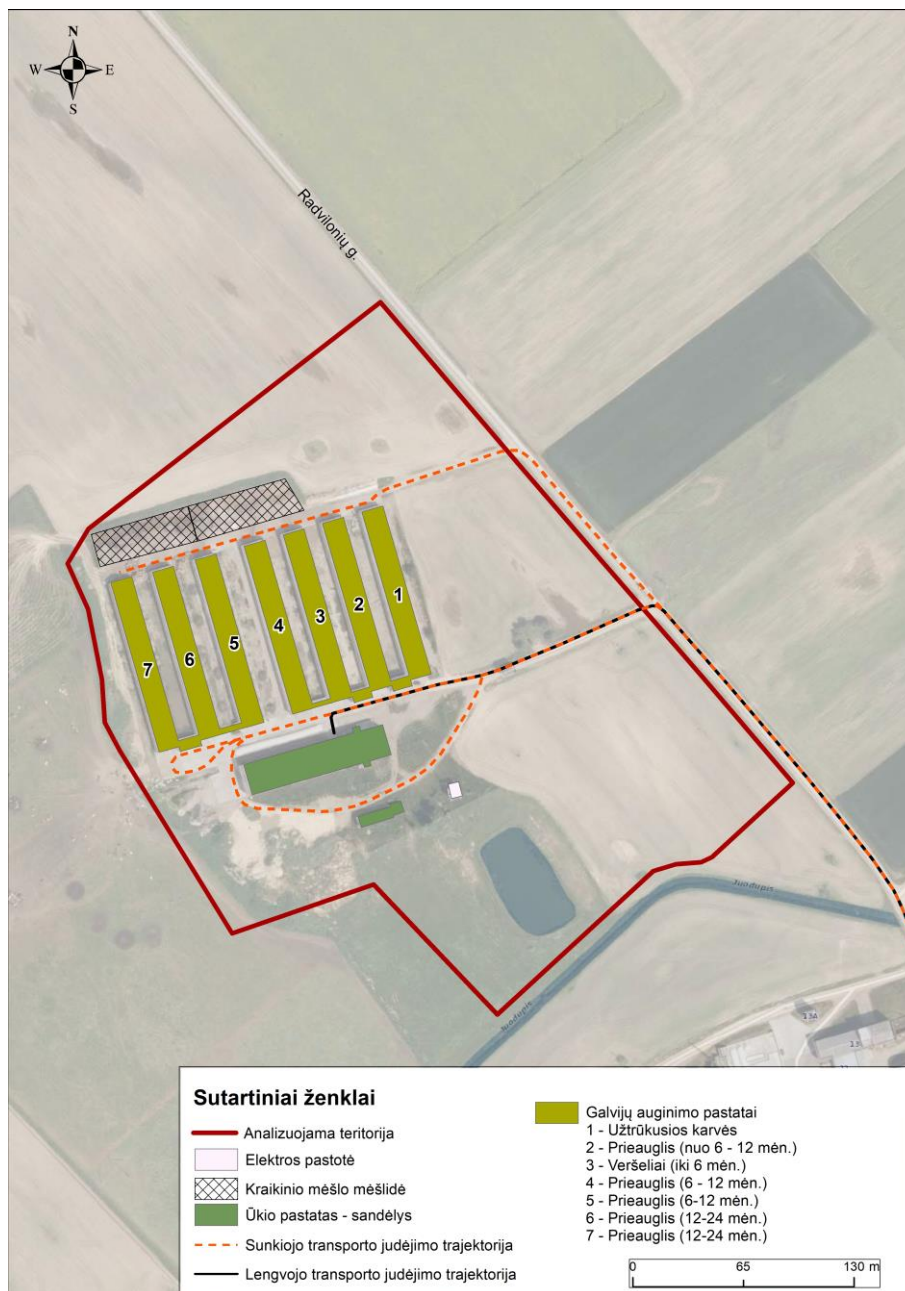 N
W E
S
Radvilonių g.
1
2
3
4
5
6
7
Juodupis
Juodupis
Sutartiniai ženklai
Analizuojama teritorija
Elektros pastotė
Kraikinio mėšlo mėšlidė
Ūkio pastatas - sandėlys
Sunkiojo transporto judėjimo trajektorija
Lengvojo transporto judėjimo trajektorija
Galvijų auginimo pastatai
1 - Užtrūkusios karvės
2 - Prieauglis (nuo 6 - 12 mėn.)
3 - Veršeliai (iki 6 mėn.)
4 - Prieauglis (6 - 12 mėn.)
5 - Prieauglis (6-12 mėn.)
6 - Prieauglis (12-24 mėn.)
7 - Prieauglis (12-24 mėn.)
0 65 130 m